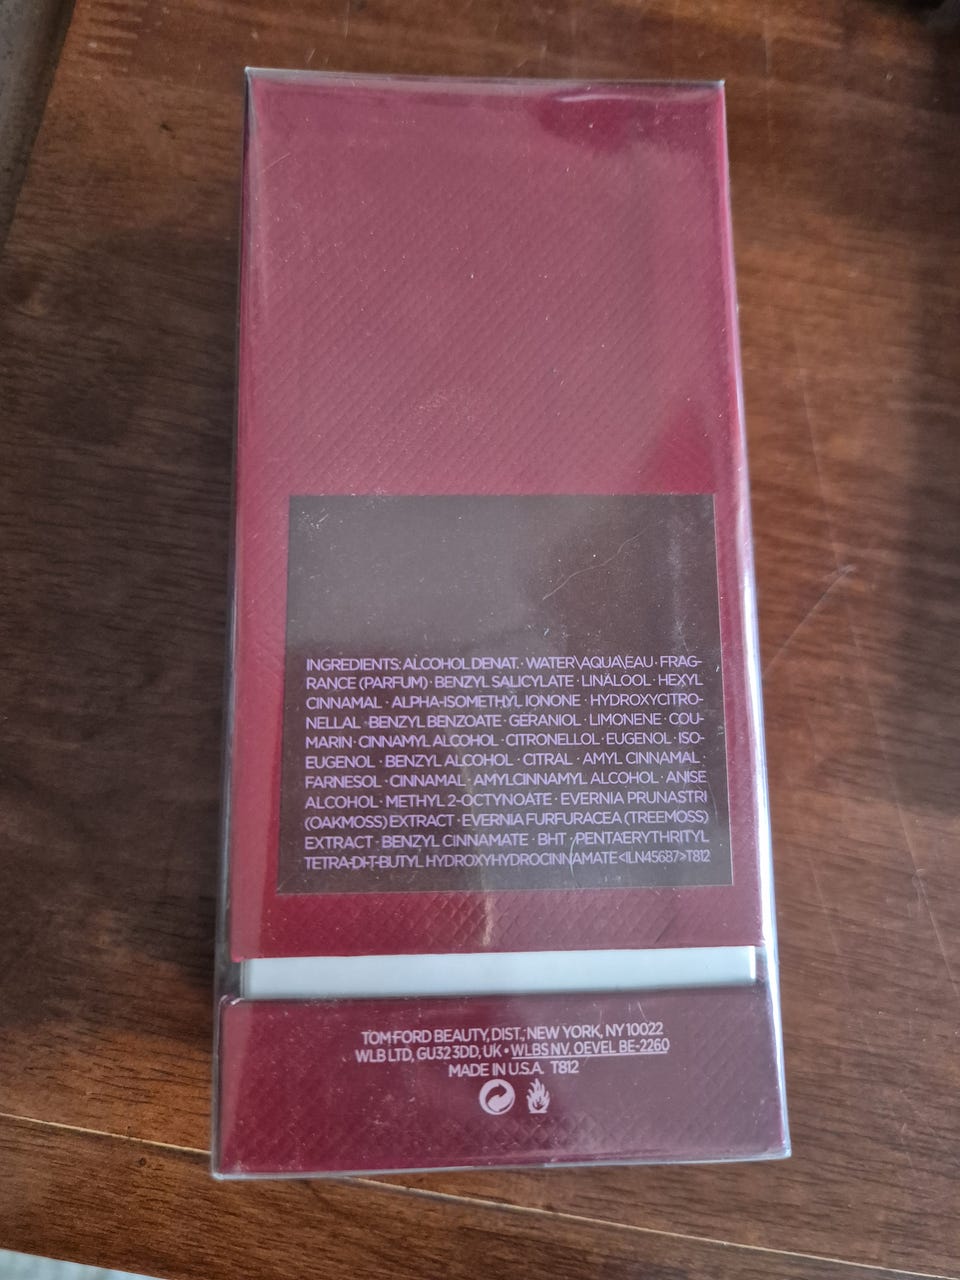 INGREDIENTS: ALCOHOL DENAT. · WATER\AQUA\EAU · FRAG-
RANCE (PARFUM) · BENZYL SALICYLATE · LINALOOL · HEXYL
CINNAMAL · ALPHA-ISOMETHYL IONONE · HYDROXYCITRO-
NELLAL · BENZYL BENZOATE · GERANIOL · LIMONENE · COU-
MARIN · CINNAMYL ALCOHOL · CITRONELLOL · EUGENOL · ISO-
EUGENOL · BENZYL ALCOHOL · CITRAL · AMYL CINNAMAL ·
FARNESOL · CINNAMAL · AMYLCINNAMYL ALCOHOL · ANISE
ALCOHOL · METHYL 2-OCTYNOATE · EVERNIA PRUNASTRI
(OAKMOSS) EXTRACT · EVERNIA FURFURACEA (TREEMOSS)
EXTRACT · BENZYL CINNAMATE · BHT · PENTAERYTHRITYL
TETRA-DI-T-BUTYL HYDROXYHYDROCINNAMATE <ILN45687> T812
TOM FORD BEAUTY, DIST., NEW YORK, NY 10022
WLB LTD, GU32 3DD, UK • WLBS NV. OEVEL BE-2260
MADE IN U.S.A. T812